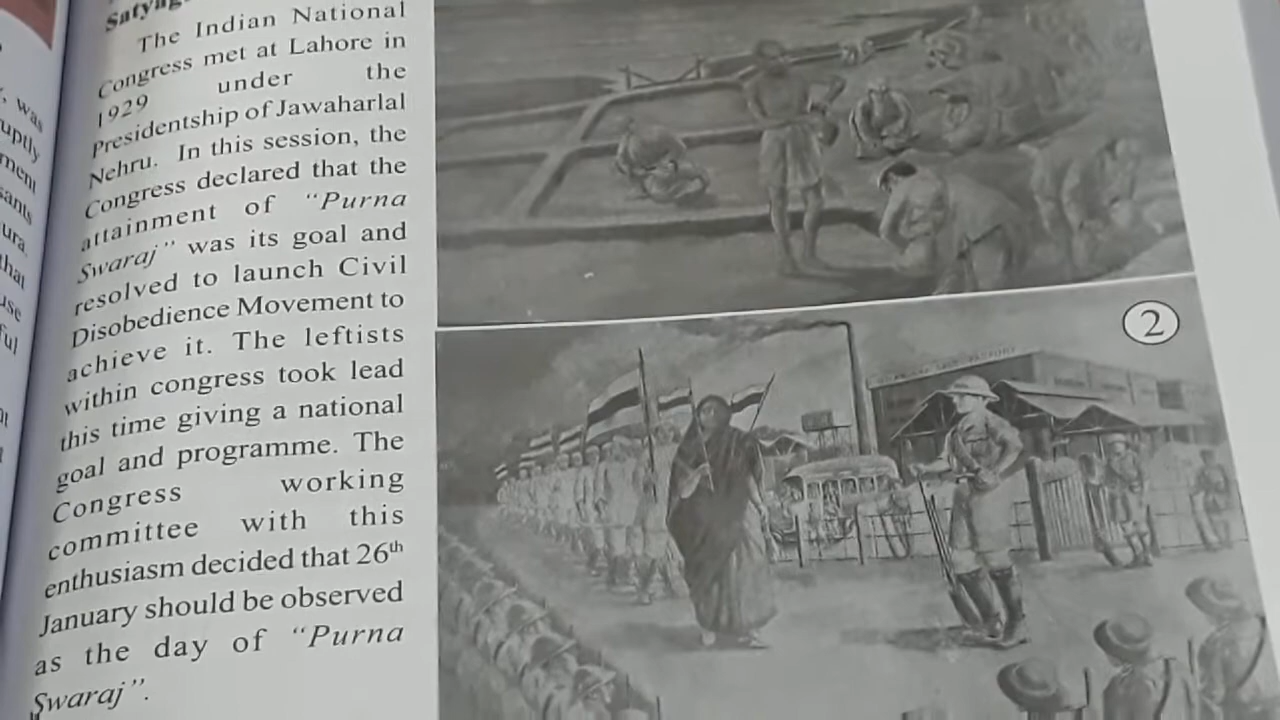 The Indian National
Congress met at Lahore in
1929 under the
Presidentship of Jawaharlal
Nehru. In this session, the
Congress declared that the
attainment of “Purna
Swaraj” was its goal and
resolved to launch Civil
Disobedience Movement to
achieve it. The leftists
within congress took lead
this time giving a national
goal and programme. The
Congress working
committee with this
enthusiasm decided that 26th
January should be observed
as the day of “Purna
Swaraj”.
2